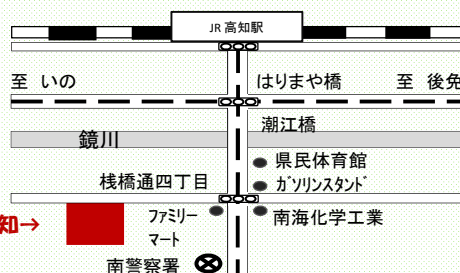 JR 高知駅
至 いの
はりまや橋
至 後免
潮江橋
鏡川
県民体育館
ｶﾞｿﾘﾝｽﾀﾝﾄﾞ
桟橋通四丁目
ファミリー
マート
南海化学工業
知→
南警察署